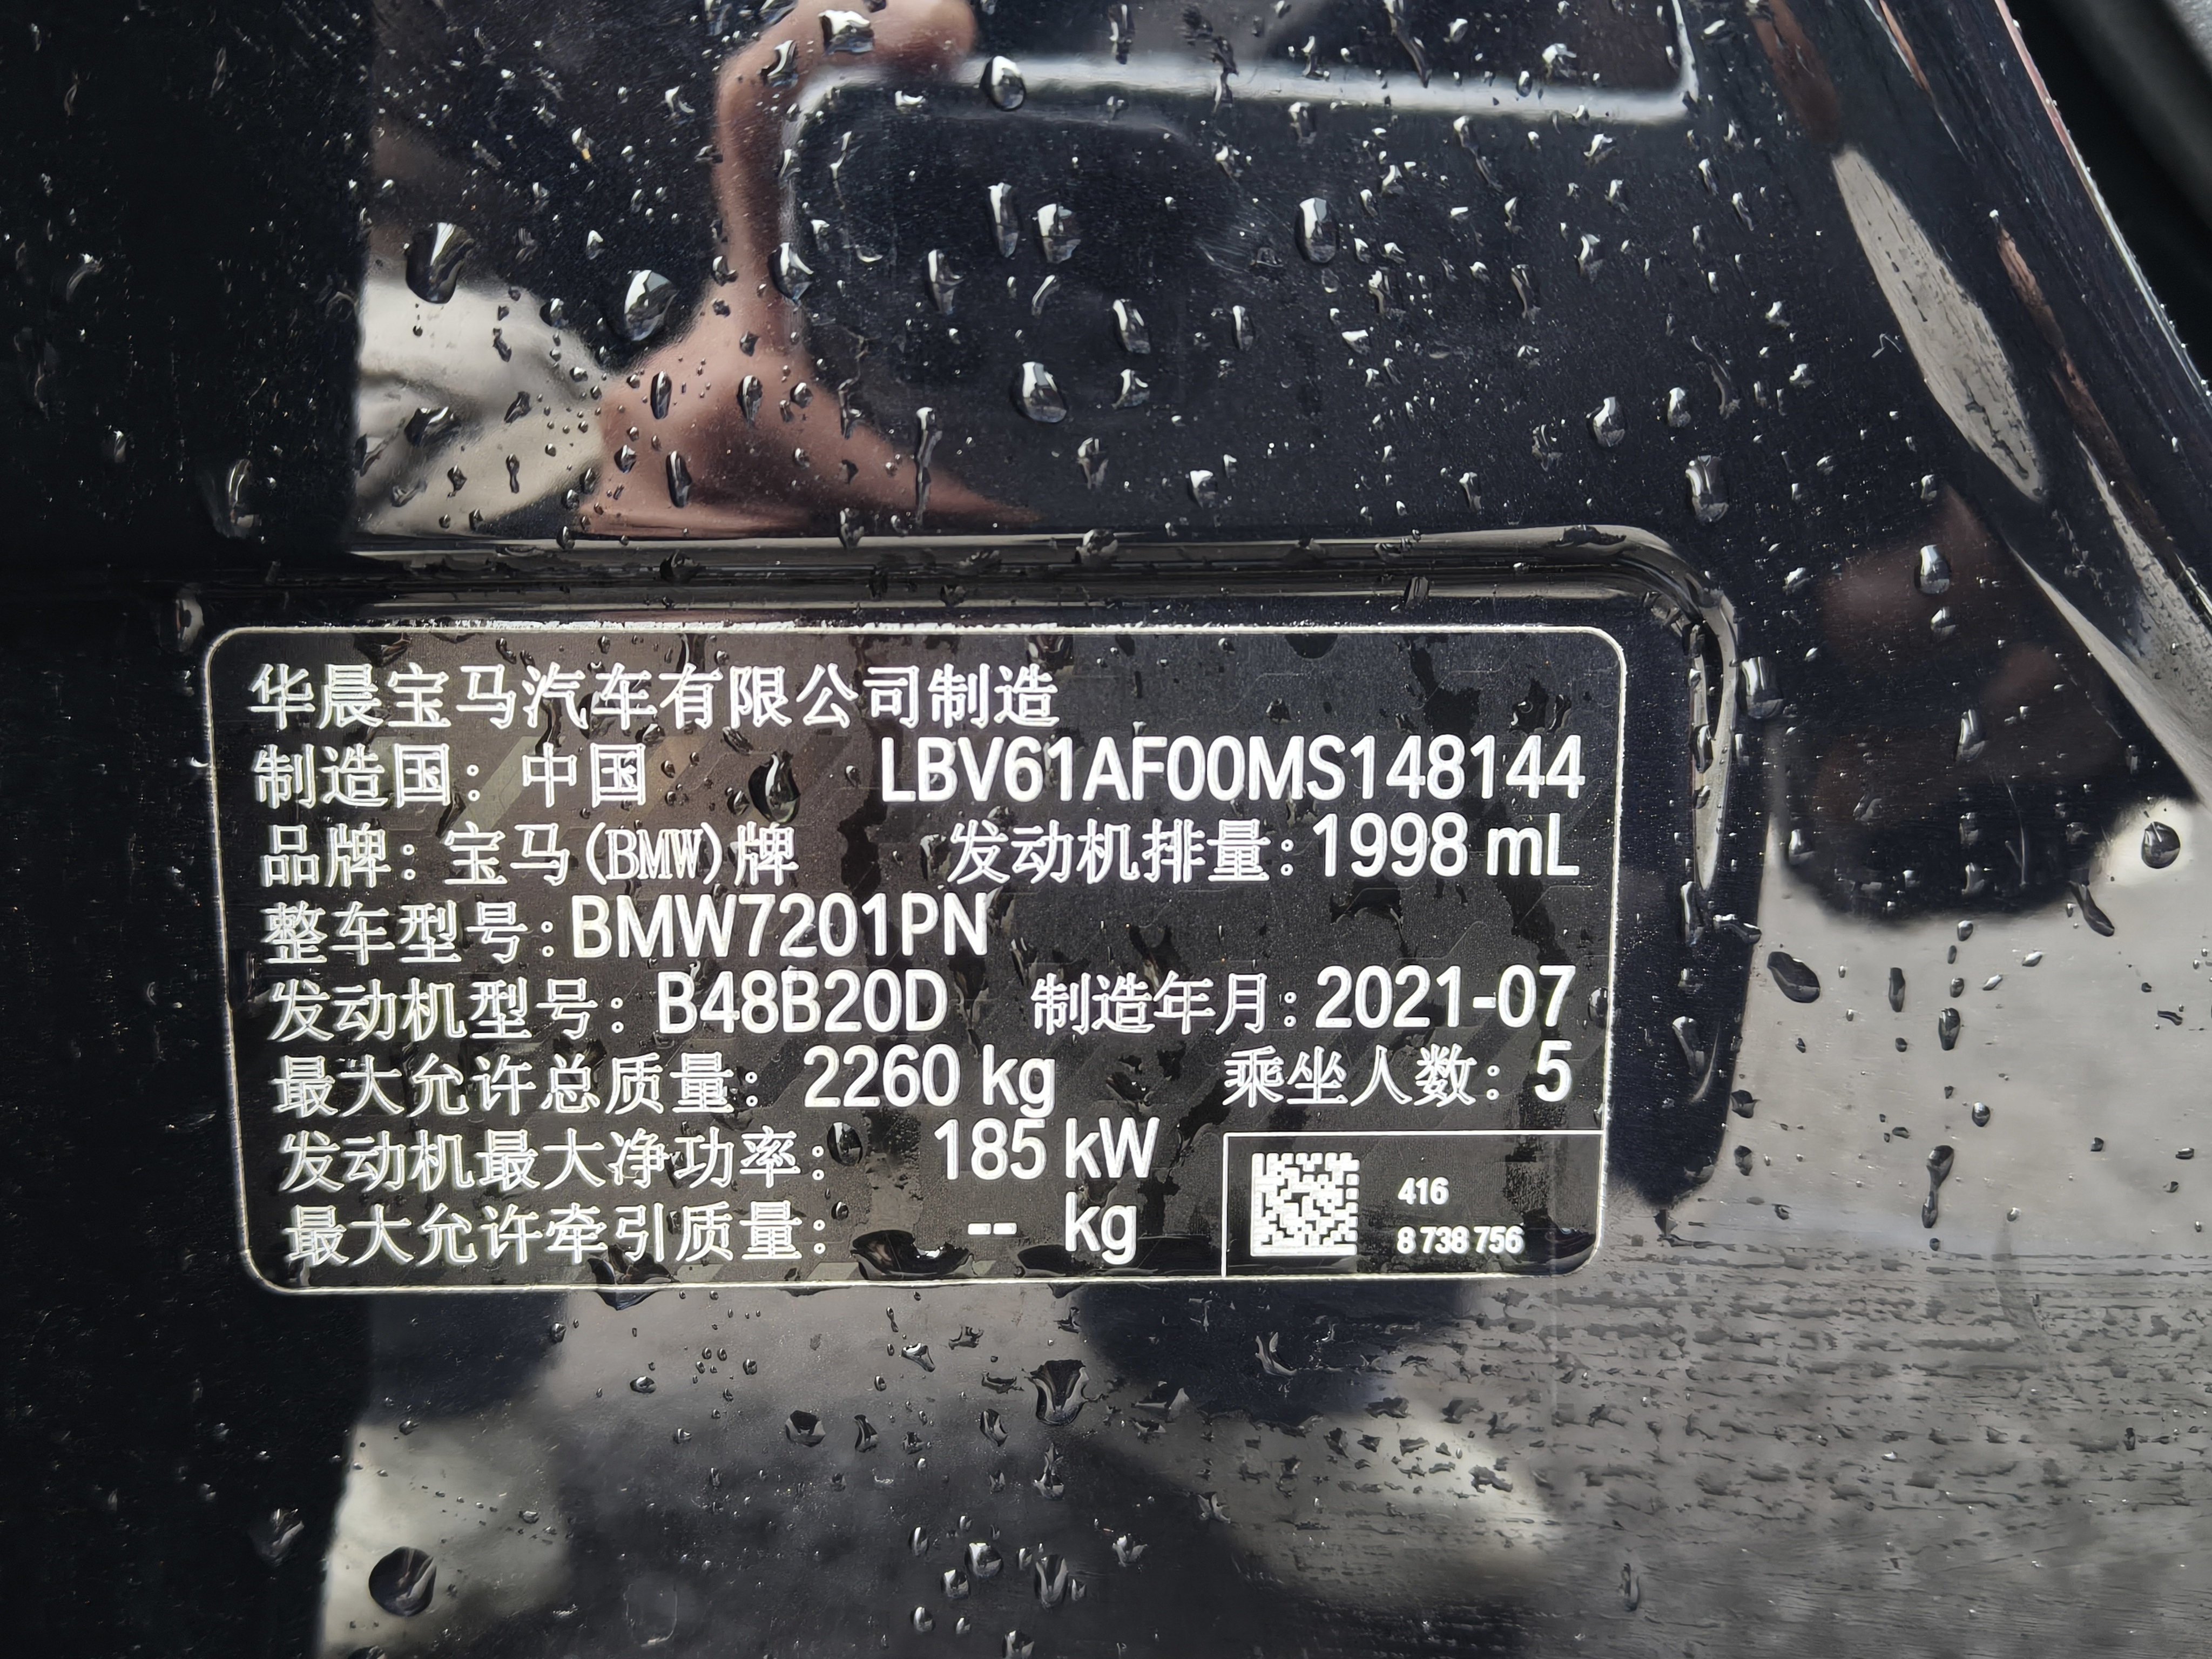 华晨宝马汽车有限公司制造
制造国：中国 LBV61AF00MS148144
品牌：宝马(BMW)牌 发动机排量：1998 mL
整车型号：BMW7201PN
发动机型号：B48B20D 制造年月：2021-07
最大允许总质量：2260 kg 乘坐人数：5
发动机最大净功率：185 kW
最大允许牵引质量：-- kg
416
8 738 756